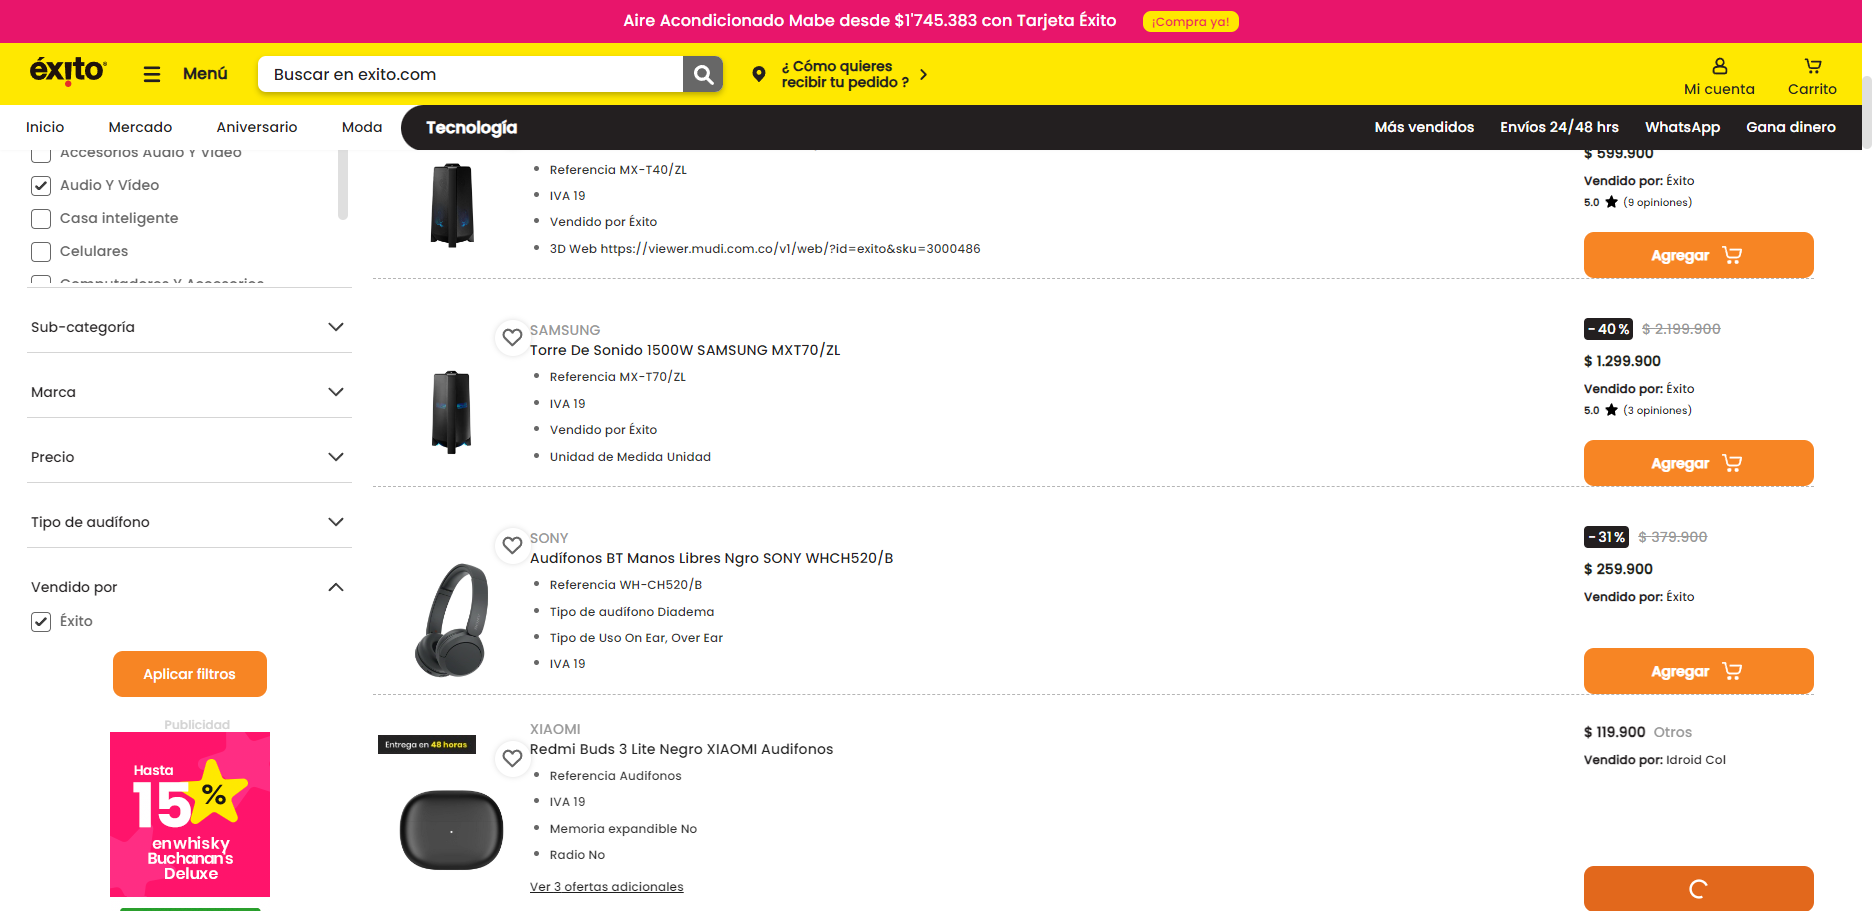 Aire Acondicionado Mabe desde $1'745.383 con Tarjeta Éxito
¡Compra ya!
éxito
Menú
Buscar en exito.com
¿ Cómo quieres
recibir tu pedido ?
Mi cuenta
Carrito
Inicio
Mercado
Aniversario
Moda
Tecnología
Más vendidos
Envíos 24/48 hrs
WhatsApp
Gana dinero
Accesorios Audio Y Video
Audio Y Vídeo
Casa inteligente
Celulares
Computadores Y Accesorios
Sub-categoría
Marca
Precio
Tipo de audífono
Vendido por
Éxito
Aplicar filtros
Publicidad
Hasta
15%
en whisky
Buchanan's
Deluxe
Referencia MX-T40/ZL
IVA 19
Vendido por Éxito
3D Web https://viewer.mudi.com.co/v1/web/?id=exito&sku=3000486
$ 599.900
Vendido por: Éxito
5.0 (9 opiniones)
Agregar
SAMSUNG
Torre De Sonido 1500W SAMSUNG MXT70/ZL
Referencia MX-T70/ZL
IVA 19
Vendido por Éxito
Unidad de Medida Unidad
- 40 % $ 2.199.900
$ 1.299.900
Vendido por: Éxito
5.0 (3 opiniones)
Agregar
SONY
Audífonos BT Manos Libres Ngro SONY WHCH520/B
Referencia WH-CH520/B
Tipo de audífono Diadema
Tipo de Uso On Ear, Over Ear
IVA 19
- 31 % $ 379.900
$ 259.900
Vendido por: Éxito
Agregar
Entrega en 48 horas
XIAOMI
Redmi Buds 3 Lite Negro XIAOMI Audifonos
Referencia Audifonos
IVA 19
Memoria expandible No
Radio No
Ver 3 ofertas adicionales
$ 119.900 Otros
Vendido por: Idroid Col